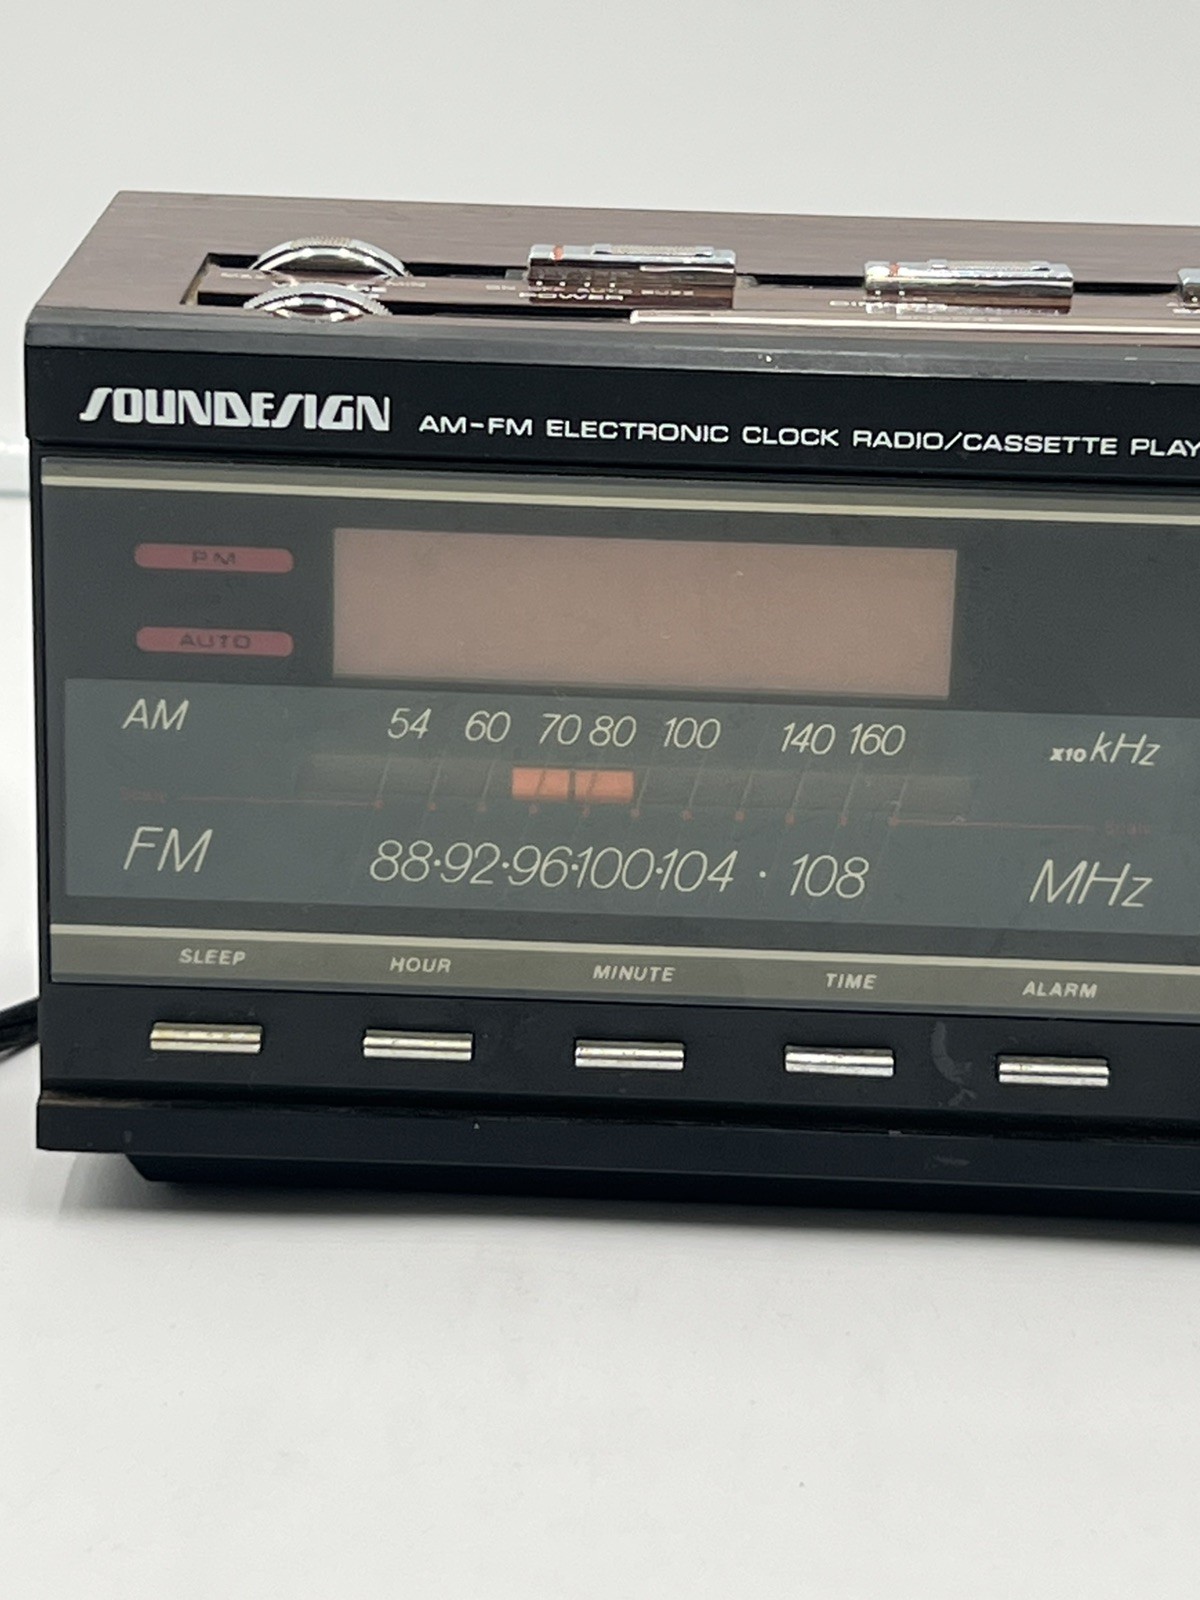 POWER
SOUNDESIGN AM-FM ELECTRONIC CLOCK RADIO/CASSETTE PLAY
PM
AUTO
AM 54 60 70 80 100 140 160 x10 kHz
FM 88·92·96·100·104 · 108 MHz
SLEEP HOUR MINUTE TIME ALARM